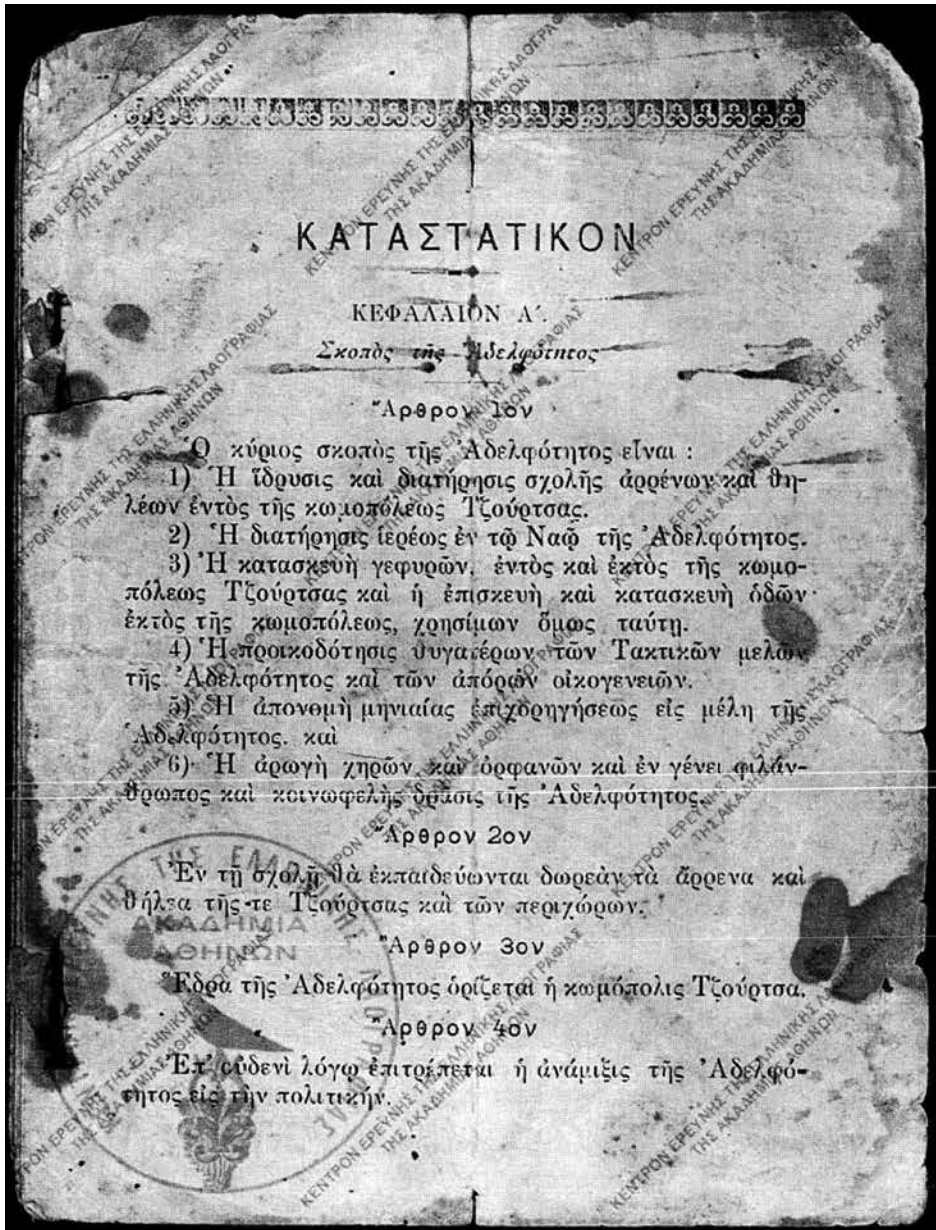 ΚΑΤΑΣΤΑΤΙΚΟΝ
ΚΕΦΑΛΑΙΟΝ Α΄.
Σκοπὸς τῆς Ἀδελφότητος
Ἄρθρον 1ον
Ὁ κύριος σκοπὸς τῆς Ἀδελφότητος εἶναι :
1) Ἡ ἵδρυσις καὶ διατήρησις σχολῆς ἀρρένων καὶ θη-
λέων ἐντὸς τῆς κωμοπόλεως Τζούρτσας.
2) Ἡ διατήρησις ἱερέως ἐν τῷ Ναῷ τῆς Ἀδελφότητος.
3) Ἡ κατασκευὴ γεφυρῶν, ἐντὸς καὶ ἐκτὸς τῆς κωμο-
πόλεως Τζούρτσας καὶ ἡ ἐπισκευὴ καὶ κατασκευὴ ὁδῶν
ἐκτὸς τῆς κωμοπόλεως, χρησίμων ὅμως ταύτῃ.
4) Ἡ προικοδότησις θυγατέρων τῶν Τακτικῶν μελῶν
τῆς Ἀδελφότητος καὶ τῶν ἀπόρων οἰκογενειῶν.
5) Ἡ ἀπονομὴ μηνιαίας ἐπιχορηγήσεως εἰς μέλη τῆς
Ἀδελφότητος. καὶ
6) Ἡ ἀρωγὴ χηρῶν καὶ ὀρφανῶν καὶ ἐν γένει φιλάν-
θρωπος καὶ κοινωφελὴς δρᾶσις τῆς Ἀδελφότητος.
Ἄρθρον 2ον
Ἐν τῇ σχολῇ θὰ ἐκπαιδεύωνται δωρεὰν τὰ ἄρρενα καὶ
θήλεα τῆς τε Τζούρτσας καὶ τῶν περιχώρων.
Ἄρθρον 3ον
Ἕδρα τῆς Ἀδελφότητος ὁρίζεται ἡ κωμόπολις Τζούρτσα.
Ἄρθρον 4ον
Ἐπ' οὐδενὶ λόγῳ ἐπιτρέπεται ἡ ἀνάμιξις τῆς Ἀδελφό-
τητος εἰς τὴν πολιτικήν.
ΑΚΑΔΗΜΙΑ
ΑΘΗΝΩΝ
ΚΕΝΤΡΟΝ ΕΡΕΥΝΗΣ ΤΗΣ ΕΛΛΗΝΙΚΗΣ ΛΑΟΓΡΑΦΙΑΣ
ΤΗΣ ΑΚΑΔΗΜΙΑΣ ΑΘΗΝΩΝ